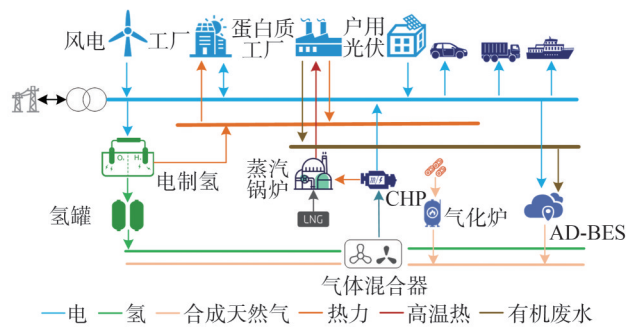 风电
工厂
蛋白质
工厂
户用
光伏
O₂ H₂
电制氢
蒸汽
锅炉
CHP
LNG
气化炉
AD-BES
氢罐
气体混合器
电 氢 合成天然气 热力 高温热 有机废水